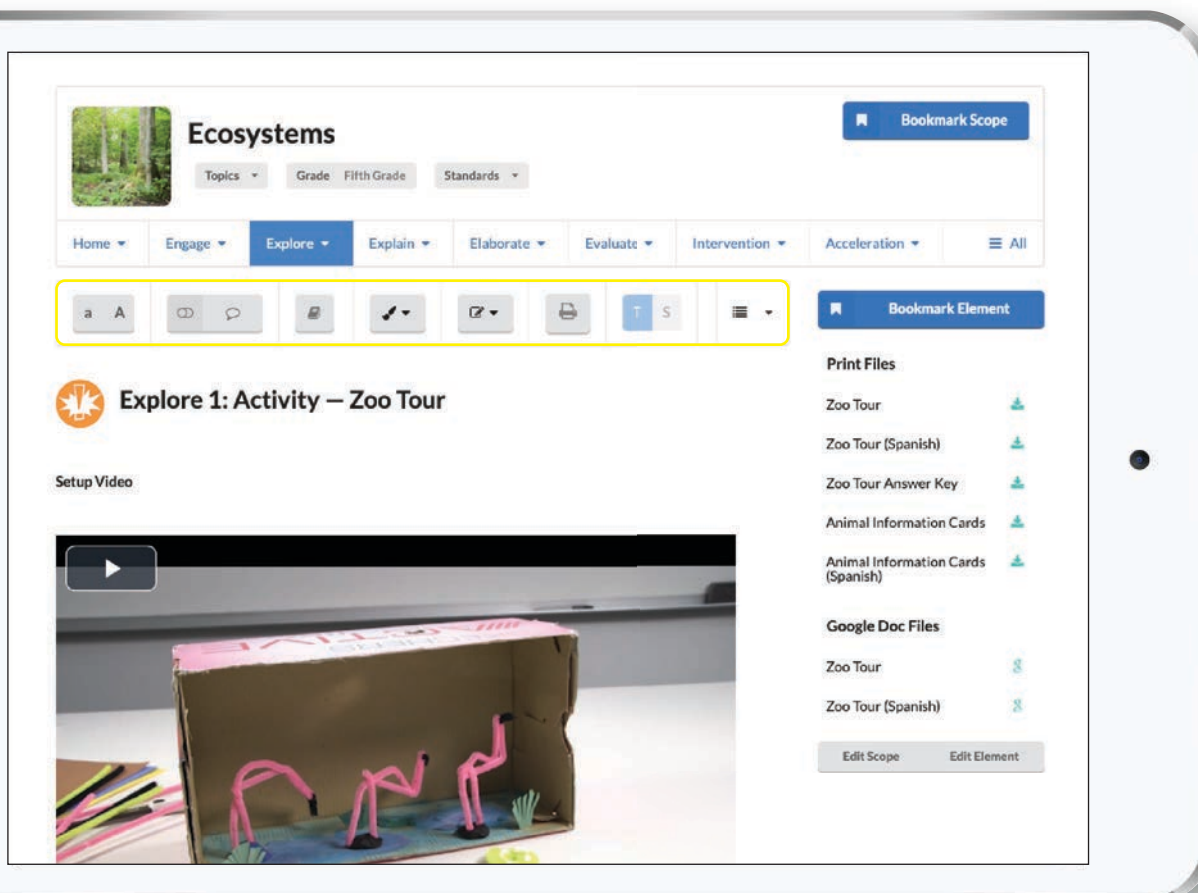 Ecosystems
Bookmark Scope
Topics Grade Fifth Grade Standards
Home Engage Explore Explain Elaborate Evaluate Intervention Acceleration All
a A T S
Bookmark Element
Explore 1: Activity — Zoo Tour
Setup Video
Print Files
Zoo Tour
Zoo Tour (Spanish)
Zoo Tour Answer Key
Animal Information Cards
Animal Information Cards
(Spanish)
Google Doc Files
Zoo Tour
Zoo Tour (Spanish)
Edit Scope Edit Element